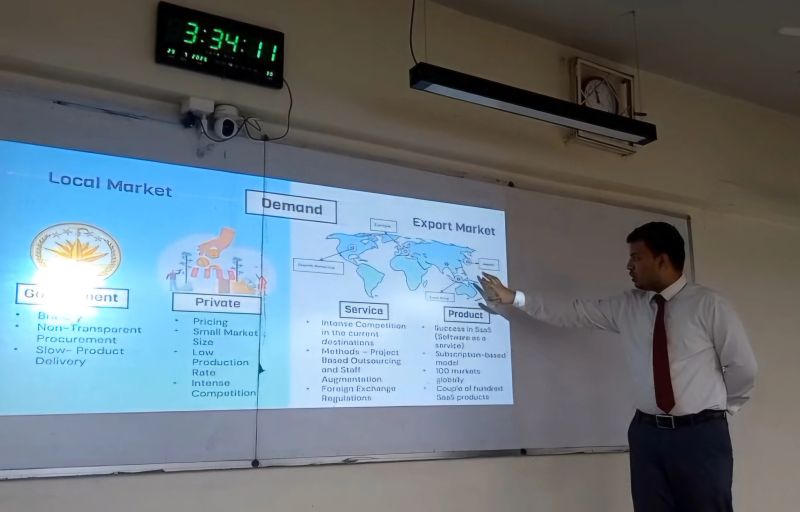 3:34:11
Local Market
Demand
Export Market
Europe
Government
Private
Service
Product
• Non-Transparent
Procurement
• Slow- Product
Delivery
• Pricing
• Small Market
Size
• Low
Production
Rate
• Intense
Competition
• Intense Competition
in the current
destinations
• Methods - Project
Based Outsourcing
and Staff
Augmentation
• Foreign Exchange
Regulations
• Success in SaaS
(Software as a
service)
• Subscription-based
model
• 100 markets
globally
• Couple of hundred
SaaS products